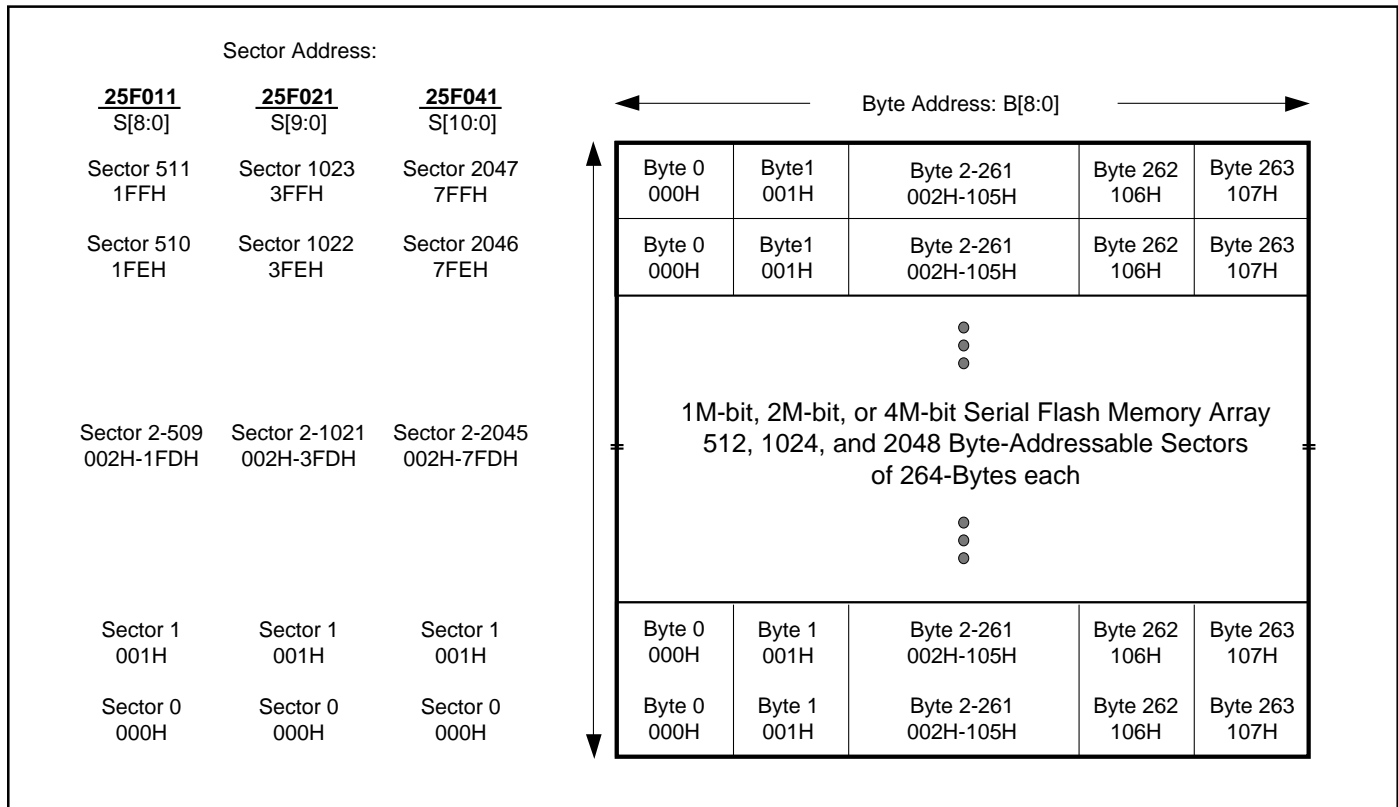 Sector Address:
25F011 25F021 25F041
S[8:0] S[9:0] S[10:0]
Byte Address: B[8:0]
Sector 511 Sector 1023 Sector 2047
1FFH 3FFH 7FFH
Byte 0 Byte1 Byte 2-261 Byte 262 Byte 263
000H 001H 002H-105H 106H 107H
Sector 510 Sector 1022 Sector 2046
1FEH 3FEH 7FEH
Byte 0 Byte1 Byte 2-261 Byte 262 Byte 263
000H 001H 002H-105H 106H 107H
Sector 2-509 Sector 2-1021 Sector 2-2045
002H-1FDH 002H-3FDH 002H-7FDH
1M-bit, 2M-bit, or 4M-bit Serial Flash Memory Array
512, 1024, and 2048 Byte-Addressable Sectors
of 264-Bytes each
Sector 1 Sector 1 Sector 1
001H 001H 001H
Byte 0 Byte 1 Byte 2-261 Byte 262 Byte 263
000H 001H 002H-105H 106H 107H
Sector 0 Sector 0 Sector 0
000H 000H 000H
Byte 0 Byte 1 Byte 2-261 Byte 262 Byte 263
000H 001H 002H-105H 106H 107H